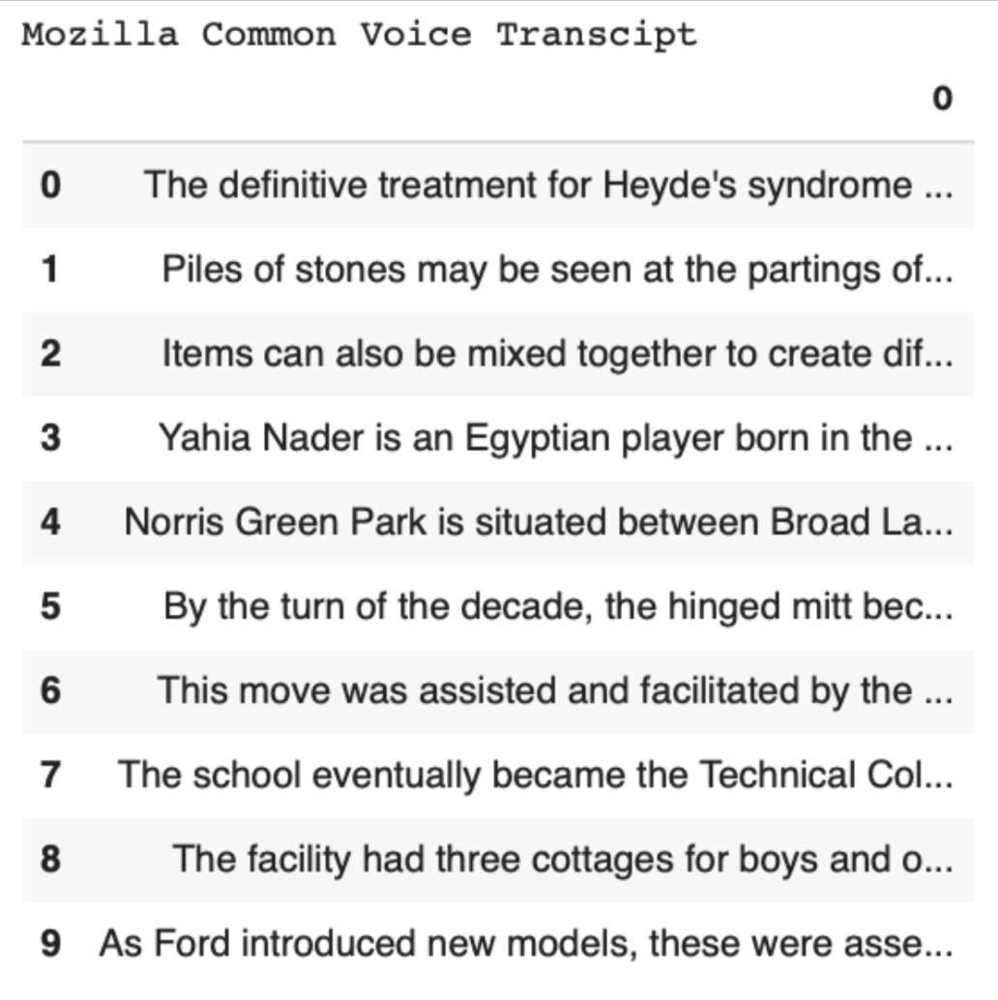 Mozilla Common Voice Transcipt
0
0 The definitive treatment for Heyde's syndrome ...
1 Piles of stones may be seen at the partings of...
2 Items can also be mixed together to create dif...
3 Yahia Nader is an Egyptian player born in the ...
4 Norris Green Park is situated between Broad La...
5 By the turn of the decade, the hinged mitt bec...
6 This move was assisted and facilitated by the ...
7 The school eventually became the Technical Col...
8 The facility had three cottages for boys and o...
9 As Ford introduced new models, these were asse...